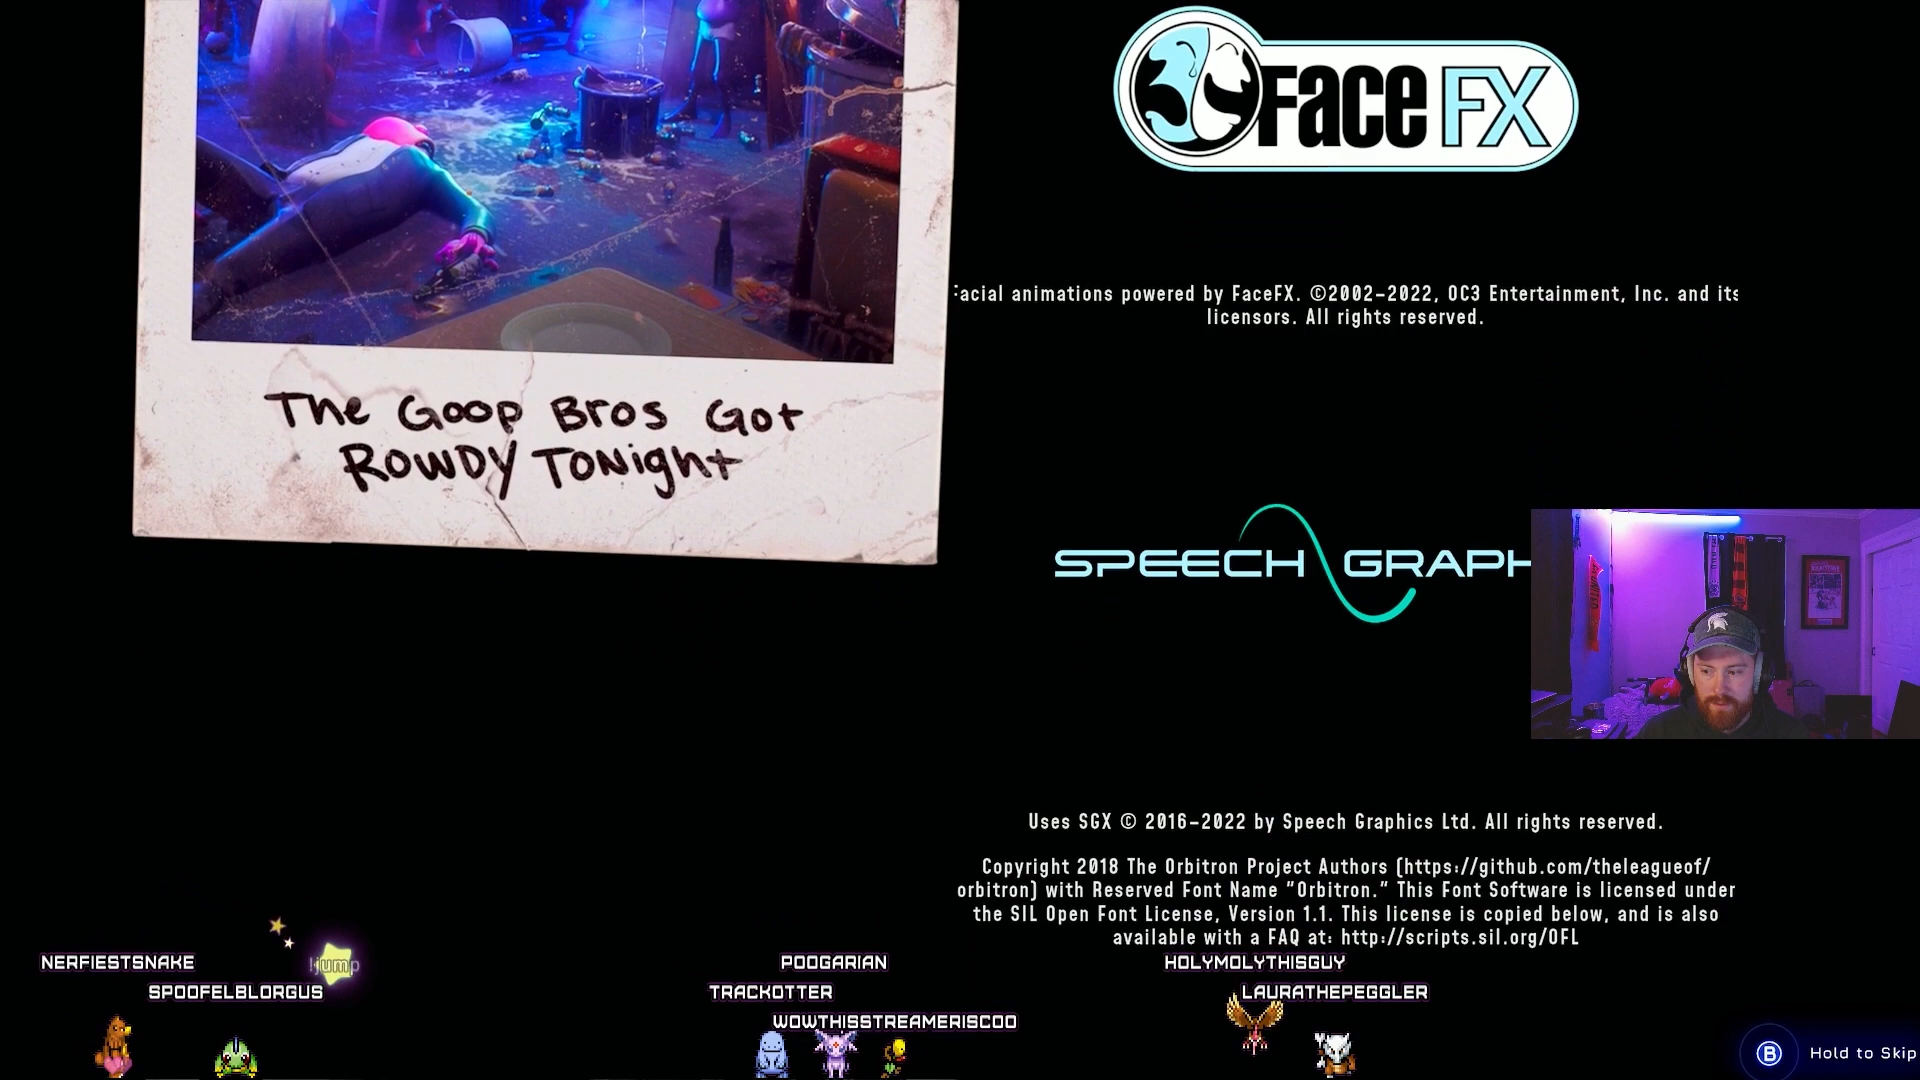 The Goop Bros Got
Rowdy Tonight
Face FX
acial animations powered by FaceFX. ©2002-2022, OC3 Entertainment, Inc. and its
licensors. All rights reserved.
SPEECH GRAPH
Uses SGX © 2016-2022 by Speech Graphics Ltd. All rights reserved.
Copyright 2018 The Orbitron Project Authors (https://github.com/theleagueof/
orbitron) with Reserved Font Name "Orbitron." This Font Software is licensed under
the SIL Open Font License, Version 1.1. This license is copied below, and is also
available with a FAQ at: http://scripts.sil.org/OFL
NERFIESTSNAKE
!jump
SPOOFELBLORGUS
POOGARIAN
TRACKOTTER
WOWTHISSTREAMERISCOO
HOLYMOLYTHISGUY
LAURATHEPEGGLER
B Hold to Skip